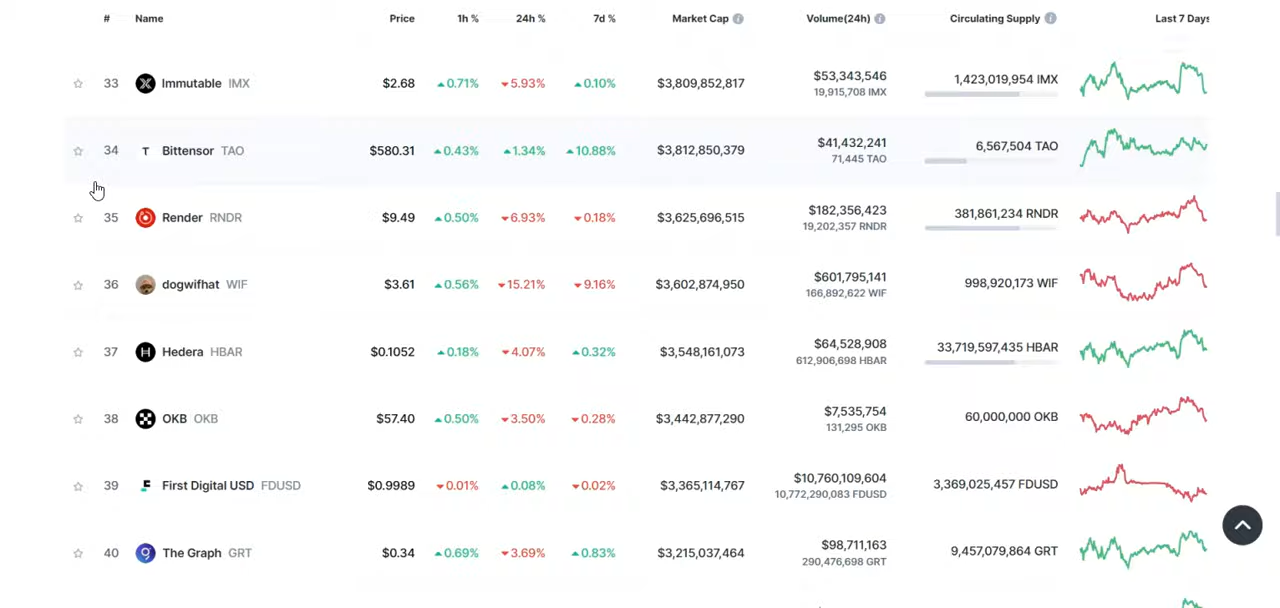 # Name Price 1h % 24h % 7d % Market Cap Volume(24h) Circulating Supply Last 7 Days
33 Immutable IMX $2.68 0.71% 5.93% 0.10% $3,809,852,817 $53,343,546 1,423,019,954 IMX
19,915,708 IMX
34 T Bittensor TAO $580.31 0.43% 1.34% 10.88% $3,812,850,379 $41,432,241 6,567,504 TAO
71,445 TAO
35 Render RNDR $9.49 0.50% 6.93% 0.18% $3,625,696,515 $182,356,423 381,861,234 RNDR
19,202,357 RNDR
36 dogwifhat WIF $3.61 0.56% 15.21% 9.16% $3,602,874,950 $601,795,141 998,920,173 WIF
166,892,622 WIF
37 Hedera HBAR $0.1052 0.18% 4.07% 0.32% $3,548,161,073 $64,528,908 33,719,597,435 HBAR
612,906,698 HBAR
38 OKB OKB $57.40 0.50% 3.50% 0.28% $3,442,877,290 $7,535,754 60,000,000 OKB
131,295 OKB
39 First Digital USD FDUSD $0.9989 0.01% 0.08% 0.02% $3,365,114,767 $10,760,109,604 3,369,025,457 FDUSD
10,772,290,083 FDUSD
40 The Graph GRT $0.34 0.69% 3.69% 0.83% $3,215,037,464 $98,711,163 9,457,079,864 GRT
290,476,698 GRT